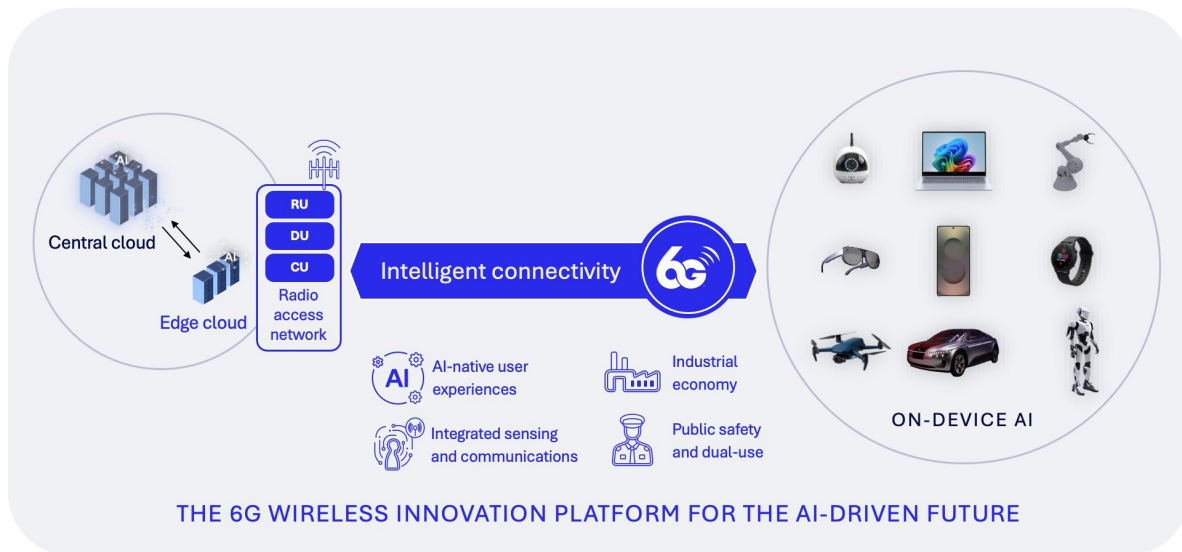 AI
Central cloud
AI
Edge cloud
RU
DU
CU
Radio
access
network
Intelligent connectivity
6G
AI
AI-native user
experiences
Industrial
economy
Integrated sensing
and communications
Public safety
and dual-use
ON-DEVICE AI
THE 6G WIRELESS INNOVATION PLATFORM FOR THE AI-DRIVEN FUTURE